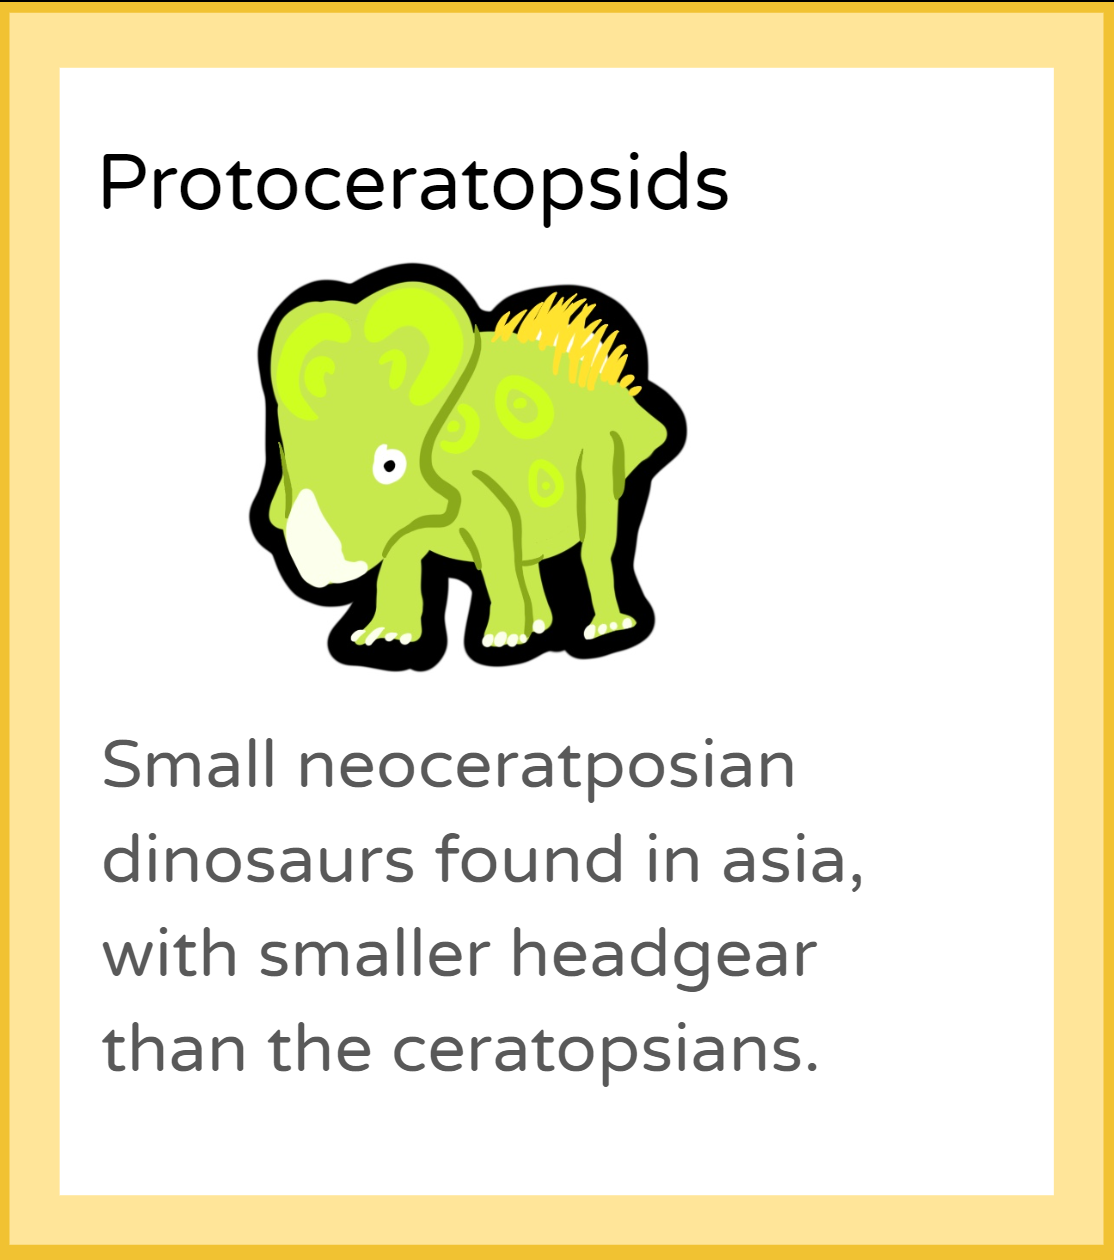 Protoceratopsids
Small neoceratposian
dinosaurs found in asia,
with smaller headgear
than the ceratopsians.